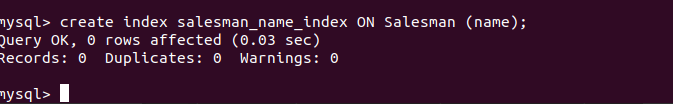 mysql> create index salesman_name_index ON Salesman (name);
Query OK, 0 rows affected (0.03 sec)
Records: 0  Duplicates: 0  Warnings: 0
mysql>